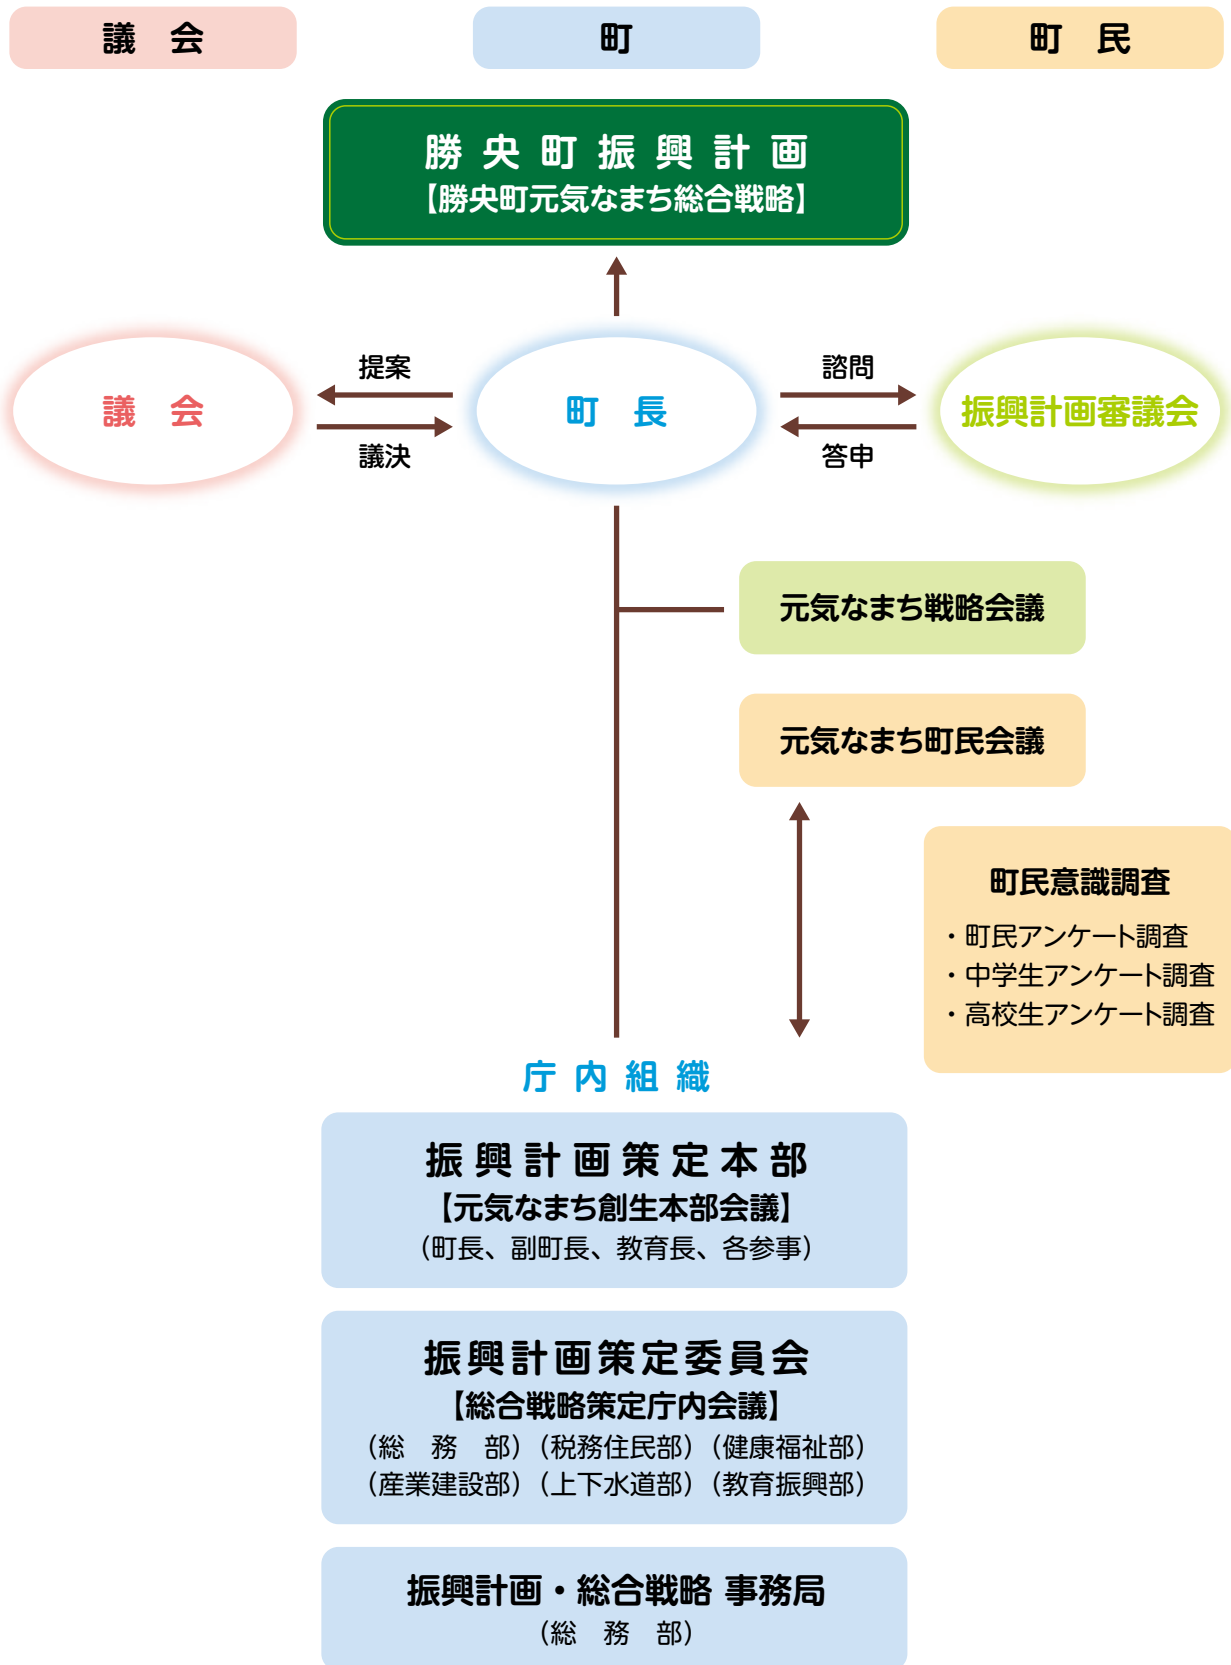 議　会
町
町　民
勝央町振興計画
【勝央町元気なまち総合戦略】
提案
諮問
議　会
町　長
振興計画審議会
議決
答申
元気なまち戦略会議
元気なまち町民会議
町民意識調査
・町民アンケート調査
・中学生アンケート調査
・高校生アンケート調査
庁内組織
振興計画策定本部
【元気なまち創生本部会議】
（町長、副町長、教育長、各参事）
振興計画策定委員会
【総合戦略策定庁内会議】
（総　務　部）（税務住民部）（健康福祉部）
（産業建設部）（上下水道部）（教育振興部）
振興計画・総合戦略 事務局
（総　務　部）